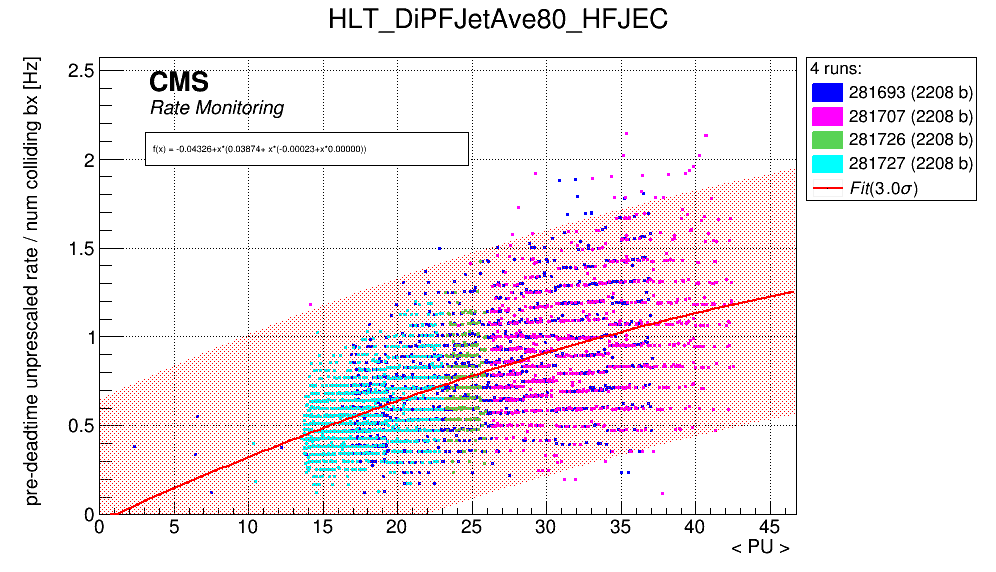 HLT_DiPFJetAve80_HFJEC
pre-deadtime unprescaled rate / num colliding bx [Hz]
2.5
2
1.5
1
0.5
0
CMS
Rate Monitoring
f(x) = -0.04326+x*(0.03874+ x*(-0.00023+x*0.00000))
0 5 10 15 20 25 30 35 40 45
< PU >
4 runs:
281693 (2208 b)
281707 (2208 b)
281726 (2208 b)
281727 (2208 b)
Fit(3.0σ)